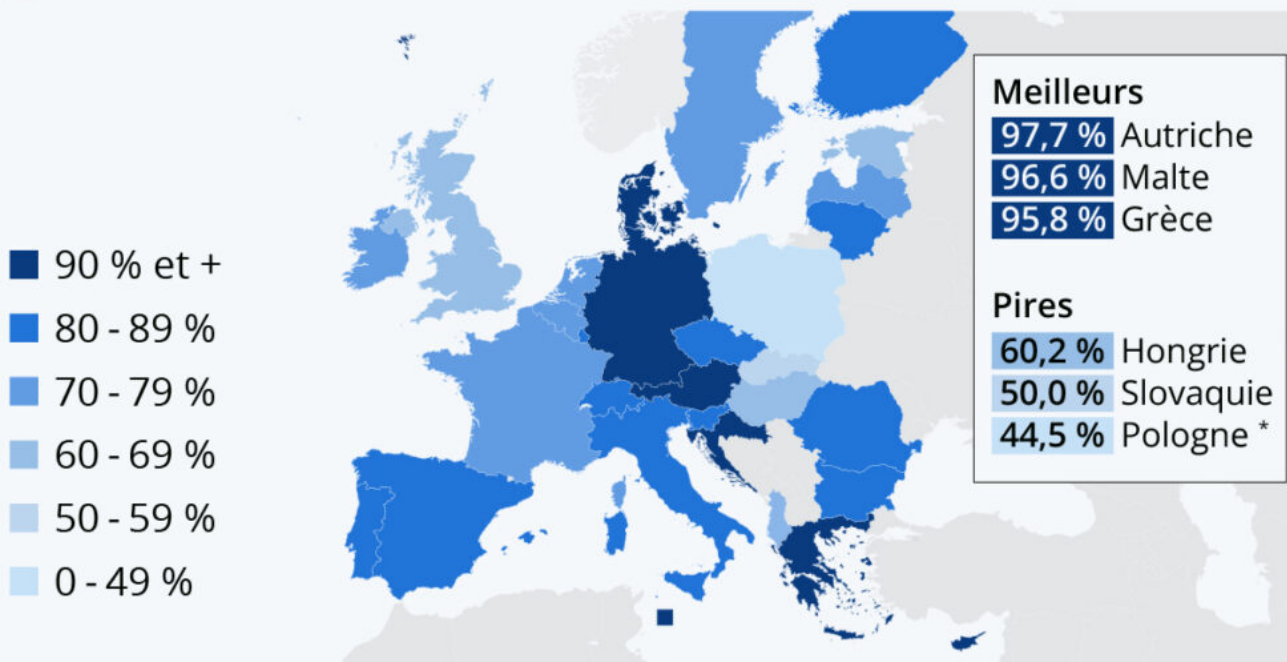 90 % et +
80 - 89 %
70 - 79 %
60 - 69 %
50 - 59 %
0 - 49 %
Meilleurs
97,7 % Autriche
96,6 % Malte
95,8 % Grèce
Pires
60,2 % Hongrie
50,0 % Slovaquie
44,5 % Pologne *